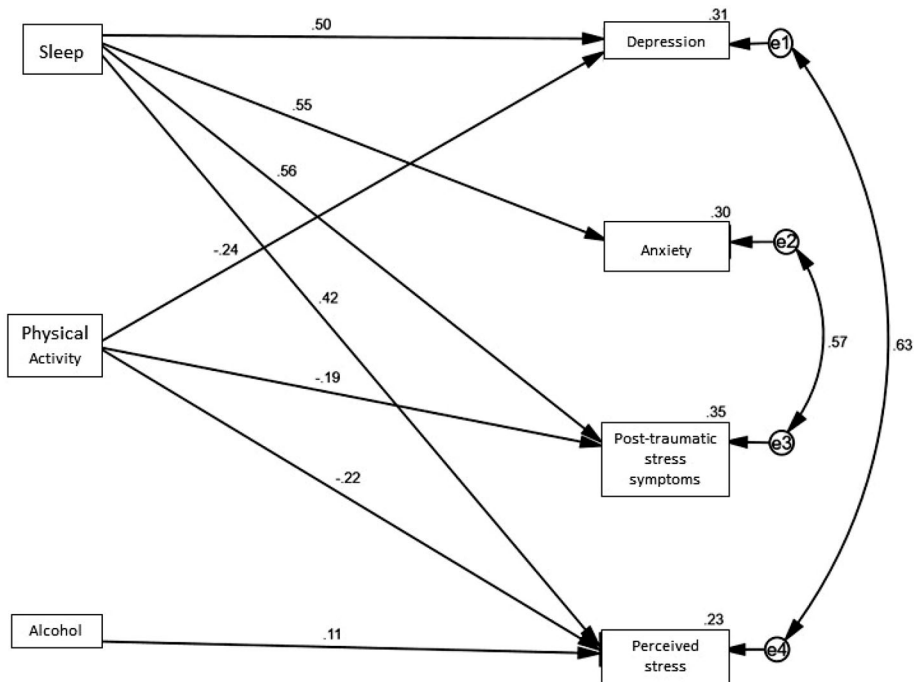 .31
.50
Sleep
Depression
e1
.55
.56
.30
Anxiety
e2
-.24
.42
Physical
Activity
.57
.63
-.19
.35
Post-traumatic
stress
symptoms
e3
-.22
.23
Alcohol
.11
Perceived
stress
e4